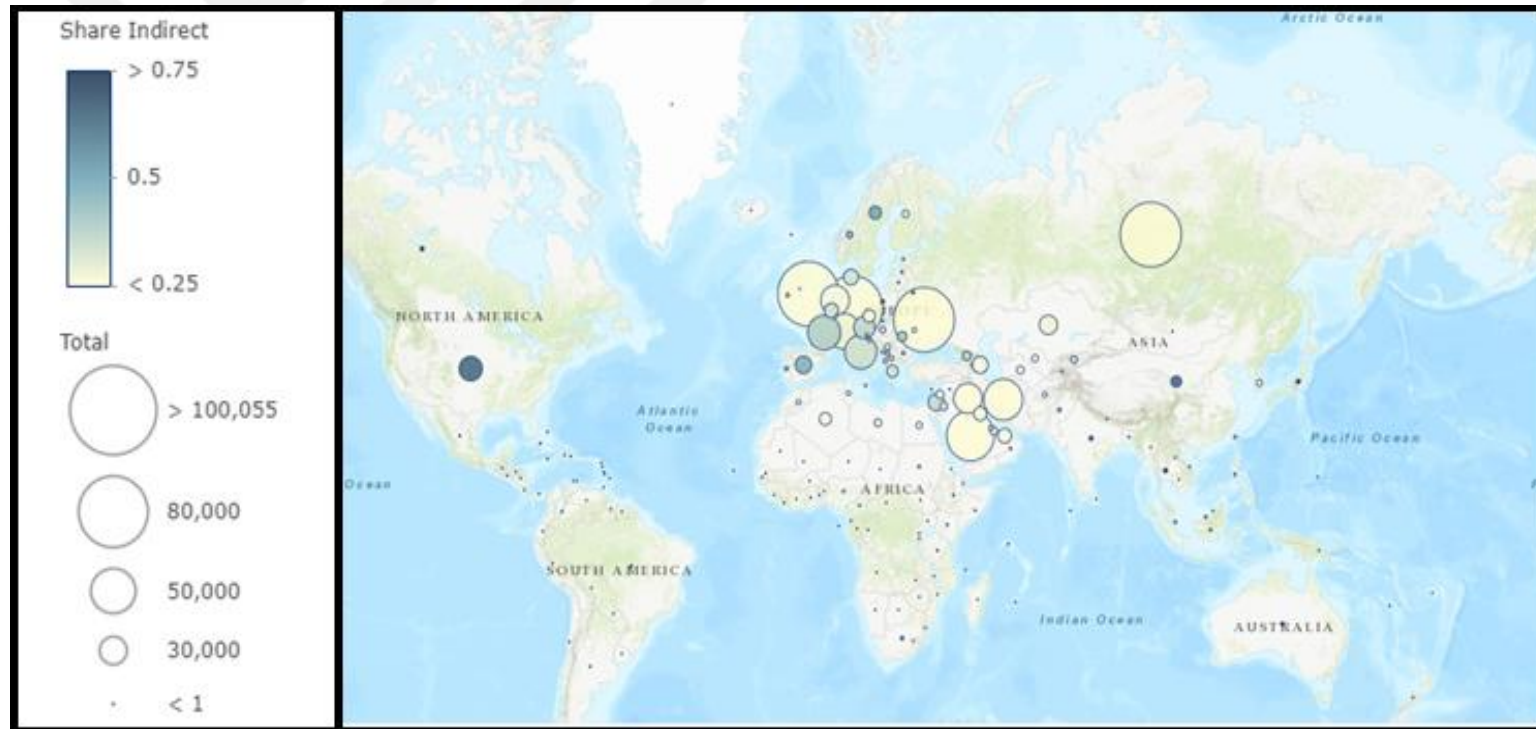 Share Indirect
> 0.75
0.5
< 0.25
Total
> 100,055
80,000
50,000
30,000
< 1
Arctic Ocean
NORTH AMERICA
ASIA
Atlantic
Ocean
Pacific Ocean
Ocean
AFRICA
SOUTH AMERICA
Indian Ocean
AUSTRALIA